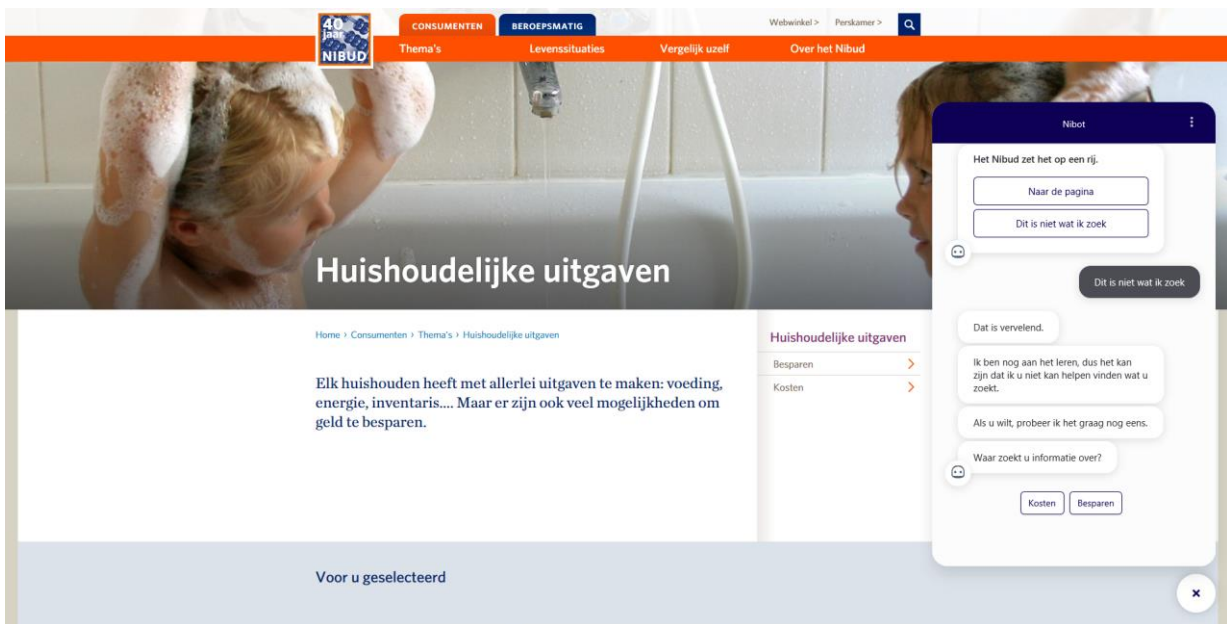 40
jaar
NIBUD
CONSUMENTEN
BEROEPSMATIG
Webwinkel >
Perskamer >
Thema's
Levenssituaties
Vergelijk uzelf
Over het Nibud
Huishoudelijke uitgaven
Home › Consumenten › Thema's › Huishoudelijke uitgaven
Elk huishouden heeft met allerlei uitgaven te maken: voeding,
energie, inventaris.... Maar er zijn ook veel mogelijkheden om
geld te besparen.
Huishoudelijke uitgaven
Besparen
Kosten
Voor u geselecteerd
Nibot
Het Nibud zet het op een rij.
Naar de pagina
Dit is niet wat ik zoek
Dit is niet wat ik zoek
Dat is vervelend.
Ik ben nog aan het leren, dus het kan
zijn dat ik u niet kan helpen vinden wat u
zoekt.
Als u wilt, probeer ik het graag nog eens.
Waar zoekt u informatie over?
Kosten
Besparen